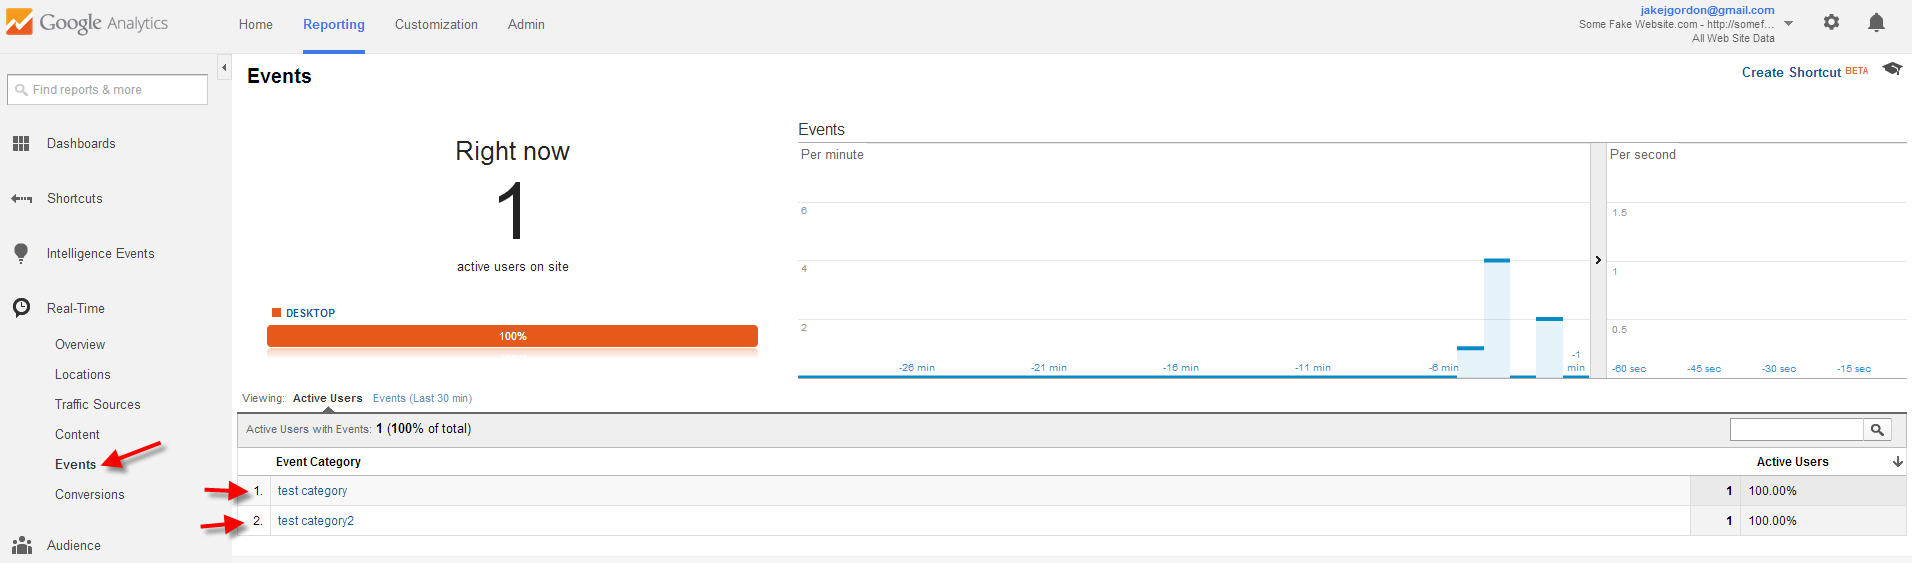 Google Analytics
Home Reporting Customization Admin
jakejgordon@gmail.com
Some Fake Website.com - http://somef...
All Web Site Data
Find reports & more
Dashboards
Shortcuts
Intelligence Events
Real-Time
Overview
Locations
Traffic Sources
Content
Events
Conversions
Audience
Events
Create Shortcut BETA
Right now
1
active users on site
DESKTOP
100%
Events
Per minute
6
4
2
-26 min -21 min -16 min -11 min -6 min -1 min
Per second
1.5
1
0.5
-60 sec -45 sec -30 sec -15 sec
Viewing: Active Users Events (Last 30 min)
Active Users with Events: 1 (100% of total)
Event Category Active Users
1. test category 1 100.00%
2. test category2 1 100.00%